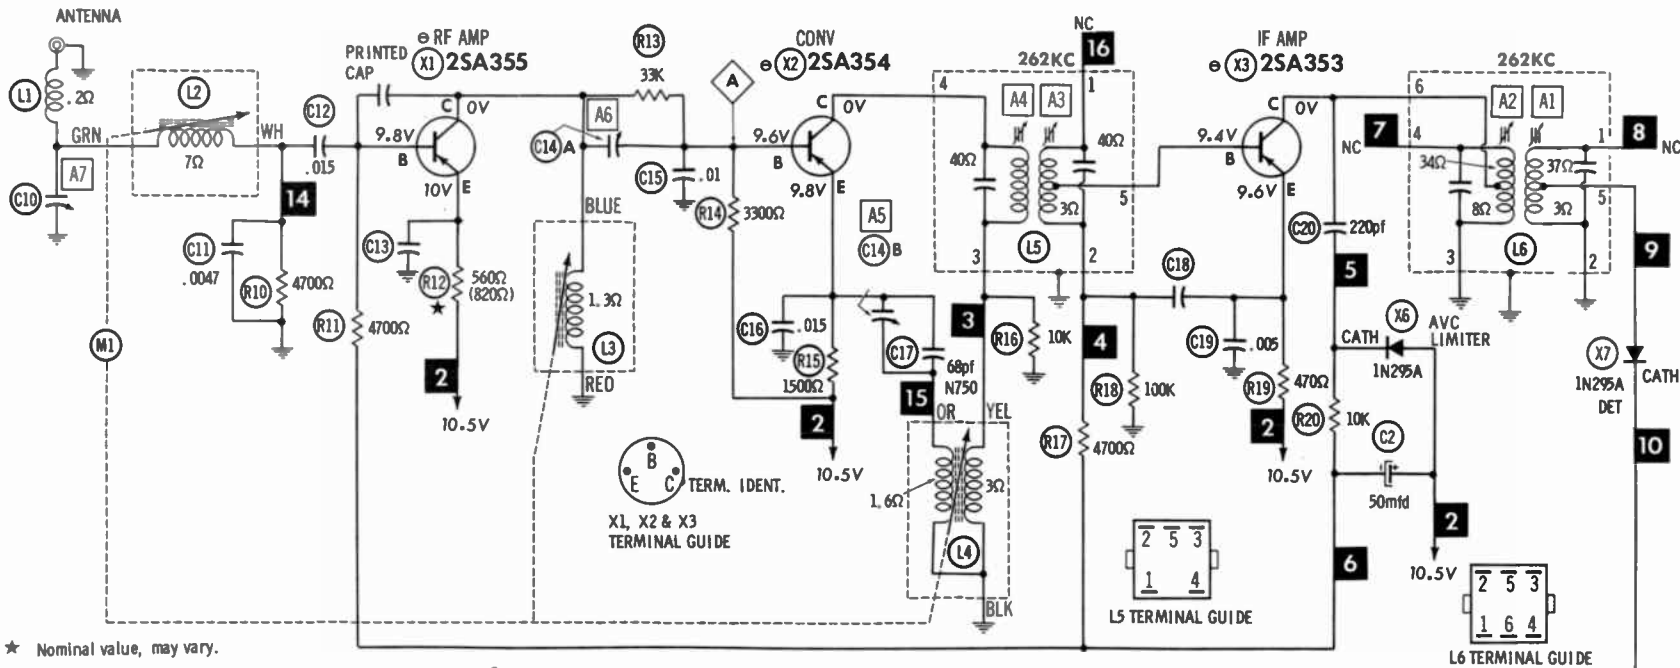 ANTENNA
L1
.2Ω
GRN
A7
C10
L2
7Ω
WH
C12
.015
14
C11
.0047
R10
4700Ω
M1
PRINTED
CAP
⊖ RF AMP
X1 2SA355
C
0V
9.8V
B
10V
E
C13
R12
560Ω
(820Ω)
★
R11
4700Ω
2
10.5V
R13
33K
A6
C14 A
C15
.01
BLUE
1.3Ω
L3
RED
A
CONV
⊖ X2 2SA354
C
0V
9.6V
B
9.8V
E
R14
3300Ω
A5
C14 B
C16
.015
R15
1500Ω
C17
68pf
N750
15
2
10.5V
OR
YEL
1.6Ω
3Ω
L4
BLK
B
E
C
TERM. IDENT.
X1, X2 & X3
TERMINAL GUIDE
NC
16
262KC
4
1
A4
A3
40Ω
40Ω
3Ω
5
L5
3
2
3
R16
10K
4
R18
100K
R17
4700Ω
C18
IF AMP
⊖ X3 2SA353
C
0V
9.4V
B
9.6V
E
C19
.005
R19
470Ω
2
10.5V
C20
220pf
5
CATH
X6
AVC
LIMITER
1N295A
R20
10K
C2
50mfd
2
10.5V
6
7
NC
262KC
6
4
A2
A1
34Ω
37Ω
8Ω
3Ω
1
5
L6
3
2
8
NC
9
X7
1N295A
DET
CATH
10
2 5 3
1 4
L5 TERMINAL GUIDE
2 5 3
1 6 4
L6 TERMINAL GUIDE
★ Nominal value, may vary.